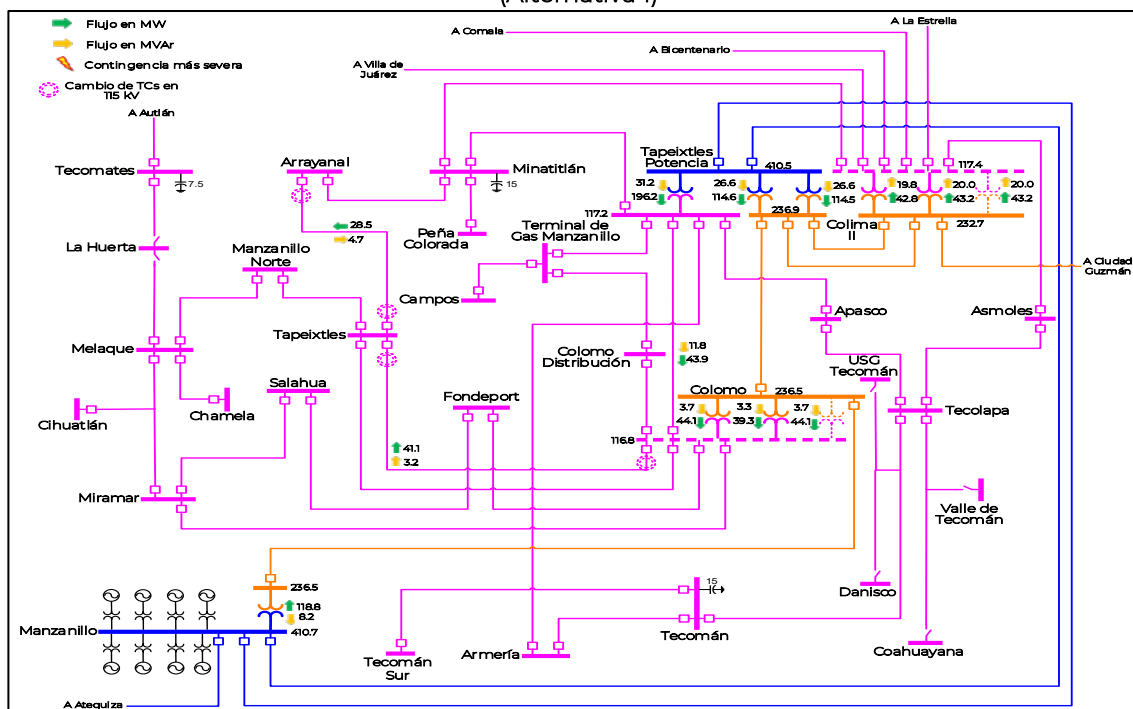 (Alternativa 1)
Flujo en MW
Flujo en MVAr
Contingencia más severa
Cambio de TCs en
115 kV
A Autlán
A Comala
A La Estrella
A Bicentenario
A Villa de
Juárez
Tecomates
7.5
Arrayanal
Minatitlán
15
Tapeixtles
Potencia
410.5
117.4
31.2
196.2
26.6
114.6
26.6
114.5
19.8
42.8
20.0
43.2
20.0
43.2
117.2
236.9
Colima
II
232.7
28.5
4.7
Peña
Colorada
Terminal de
Gas Manzanillo
La Huerta
Manzanillo
Norte
A Ciudad
Guzmán
Campos
Apasco
Asmoles
Tapeixtles
Melaque
Colomo
Distribución
11.8
43.9
USG
Tecomán
Salahua
Fondeport
Colomo
236.5
Chamela
Cihuatlán
3.7
44.1
3.3
39.3
3.7
44.1
Tecolapa
116.8
41.1
3.2
Miramar
Valle de
Tecomán
236.5
118.8
8.2
15
Danisco
Manzanillo
410.7
Tecomán
Tecomán
Sur
Armería
Coahuayana
A Atequiza